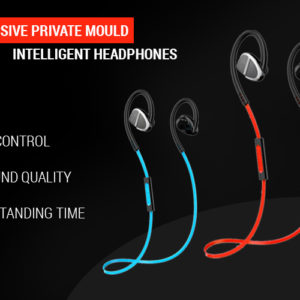 SIVE PRIVATE MOULD
INTELLIGENT HEADPHONES
CONTROL
ND QUALITY
TANDING TIME